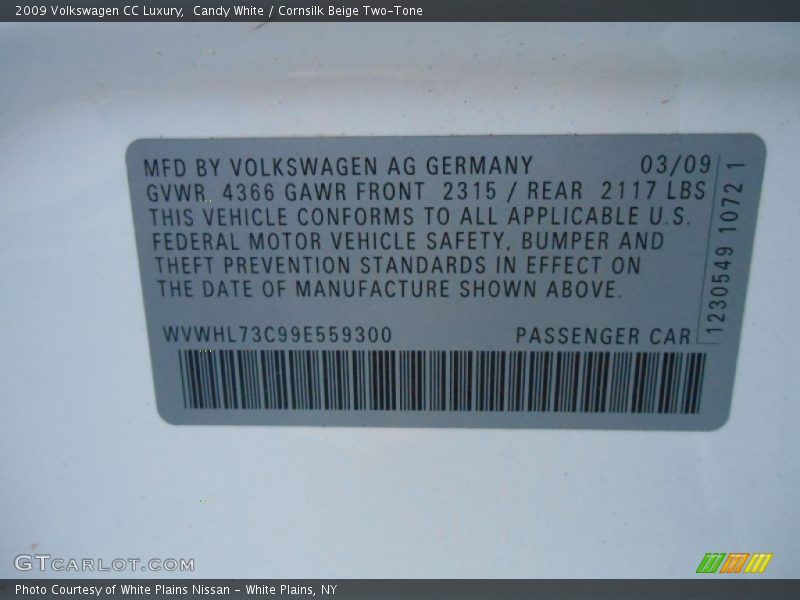 2009 Volkswagen CC Luxury,  Candy White / Cornsilk Beige Two-Tone
MFD BY VOLKSWAGEN AG GERMANY 03/09
GVWR. 4366 GAWR FRONT 2315 / REAR 2117 LBS
THIS VEHICLE CONFORMS TO ALL APPLICABLE U.S.
FEDERAL MOTOR VEHICLE SAFETY, BUMPER AND
THEFT PREVENTION STANDARDS IN EFFECT ON
THE DATE OF MANUFACTURE SHOWN ABOVE.
WVWHL73C99E559300 PASSENGER CAR
1230549 1072 1
GTCARLOT.COM
Photo Courtesy of White Plains Nissan - White Plains, NY